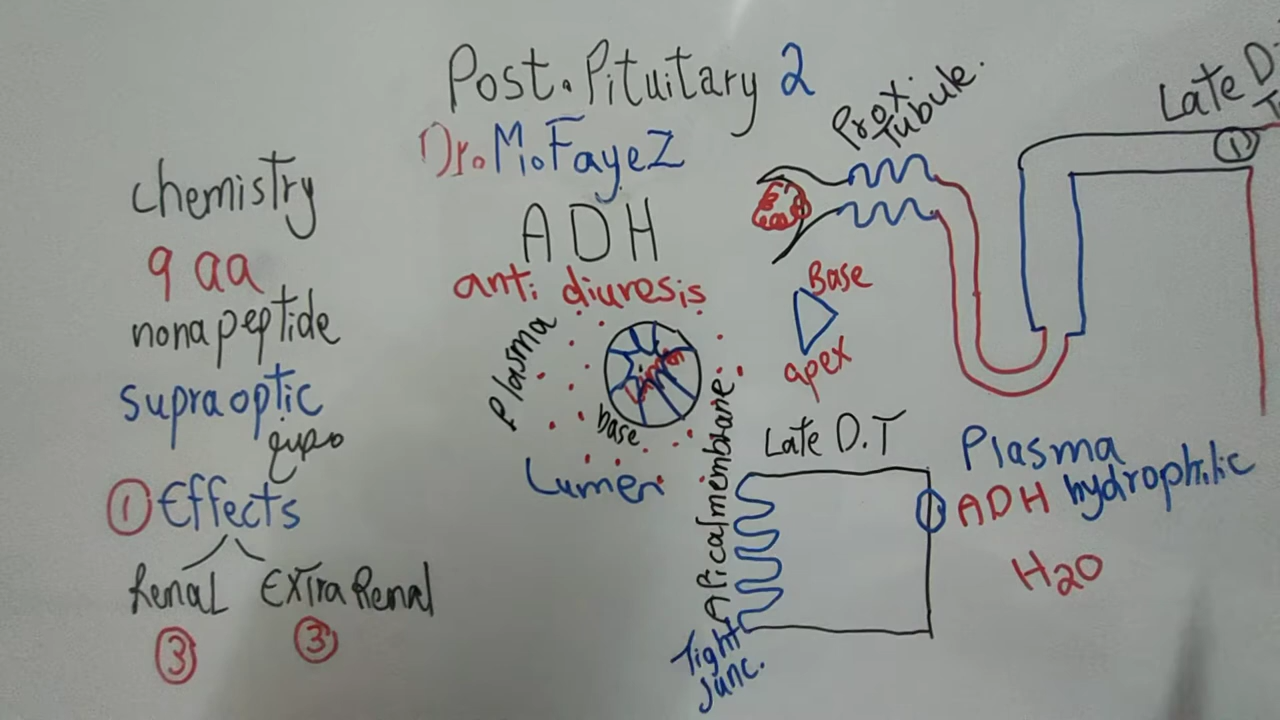 Post. Pituitary 2
Dr. Mo Fayez
ADH
anti diuresis
chemistry
9 aa
nonapeptide
supraoptic
① Effects
Renal Extra Renal
③ ③
Plasma
base
Lumen
Prox.
Tubule.
Late D.
①
Base
apex
Late D.T
Apical membrane
Tight
Junc.
Plasma
ADH hydrophilic
H2O